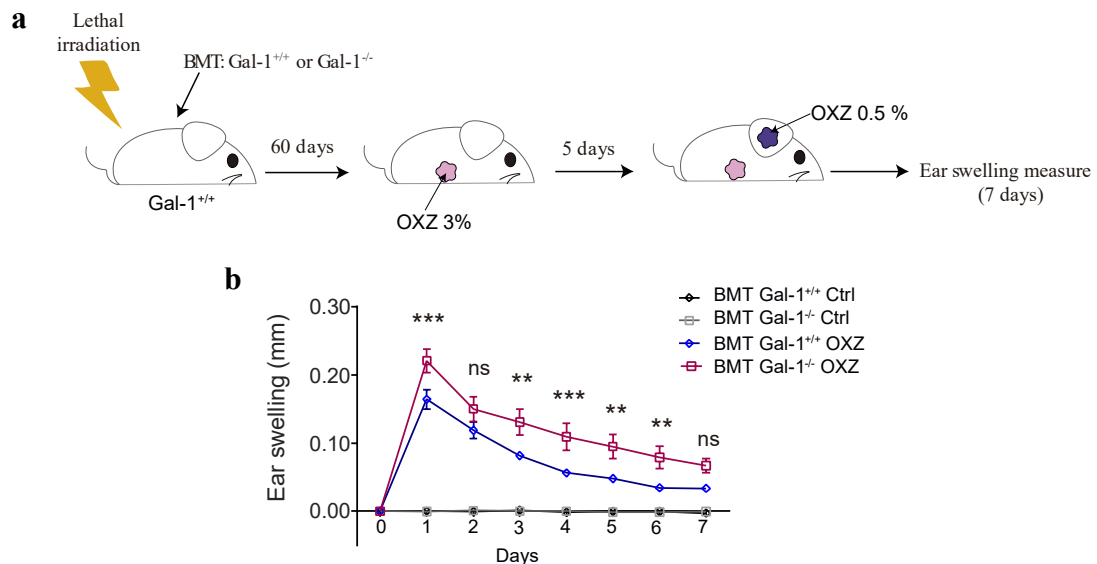 a
Lethal
irradiation
BMT: Gal-1+/+ or Gal-1-/-
Gal-1+/+
60 days
OXZ 3%
5 days
OXZ 0.5 %
Ear swelling measure
(7 days)
b
Ear swelling (mm)
0.30
0.20
0.10
0.00
***
ns
**
***
**
**
ns
0 1 2 3 4 5 6 7
Days
BMT Gal-1+/+ Ctrl
BMT Gal-1-/- Ctrl
BMT Gal-1+/+ OXZ
BMT Gal-1-/- OXZ